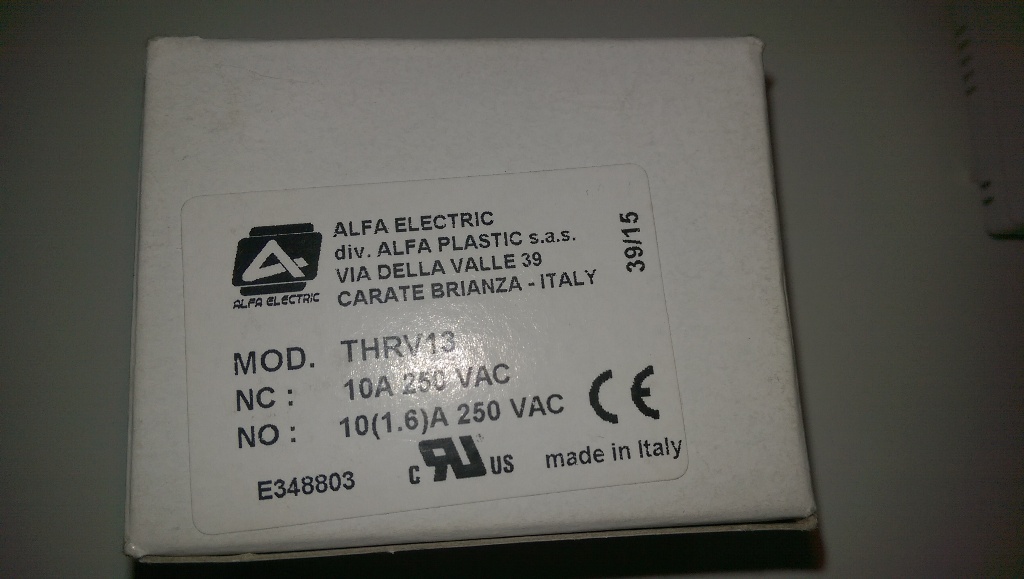 ALFA ELECTRIC
div. ALFA PLASTIC s.a.s.
VIA DELLA VALLE 39
CARATE BRIANZA - ITALY
39/15
ALFA ELECTRIC
MOD. THRV13
NC : 10A 250 VAC
NO : 10(1.6)A 250 VAC
CE
E348803
c RU US
made in Italy